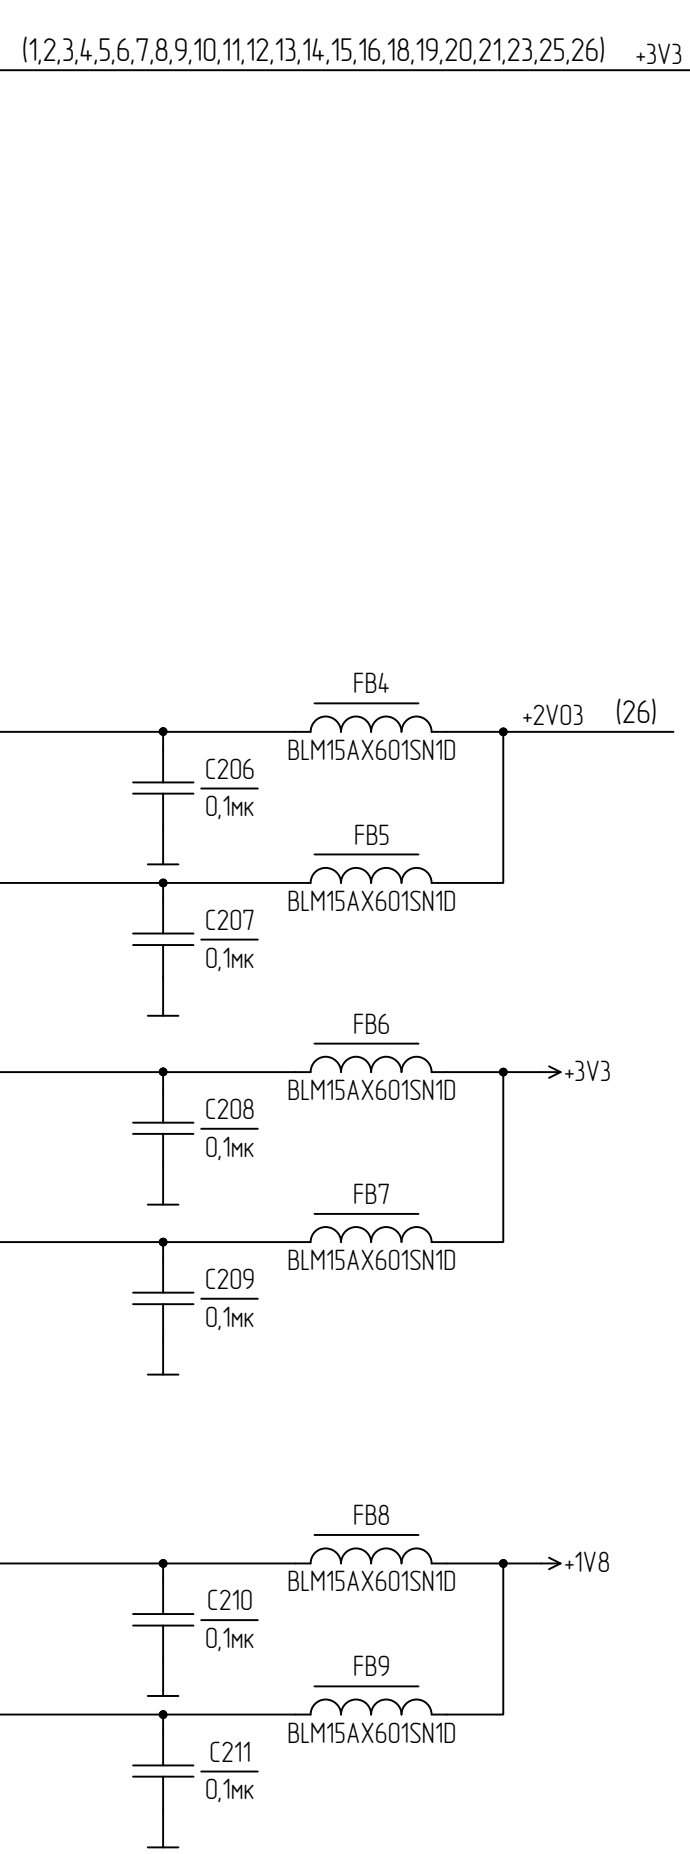 (1,2,3,4,5,6,7,8,9,10,11,12,13,14,15,16,18,19,20,21,23,25,26) +3V3
FB4
+2V03 (26)
BLM15AX601SN1D
C206
0,1мк
FB5
BLM15AX601SN1D
C207
0,1мк
FB6
+3V3
BLM15AX601SN1D
C208
0,1мк
FB7
BLM15AX601SN1D
C209
0,1мк
FB8
+1V8
BLM15AX601SN1D
C210
0,1мк
FB9
BLM15AX601SN1D
C211
0,1мк